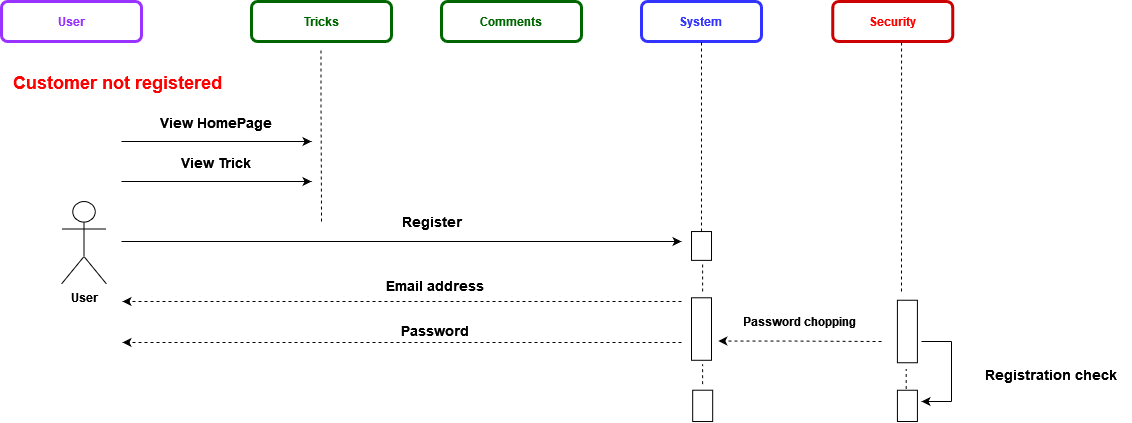 User
Tricks
Comments
System
Security
Customer not registered
View HomePage
View Trick
Register
User
Email address
Password
Password chopping
Registration check